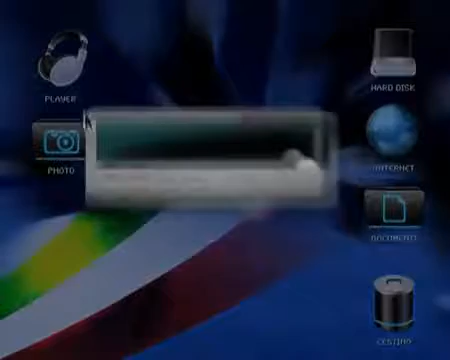 PLAYER
HARD DISK
PHOTO
INTERNET
DOCUMENTI
CESTINO